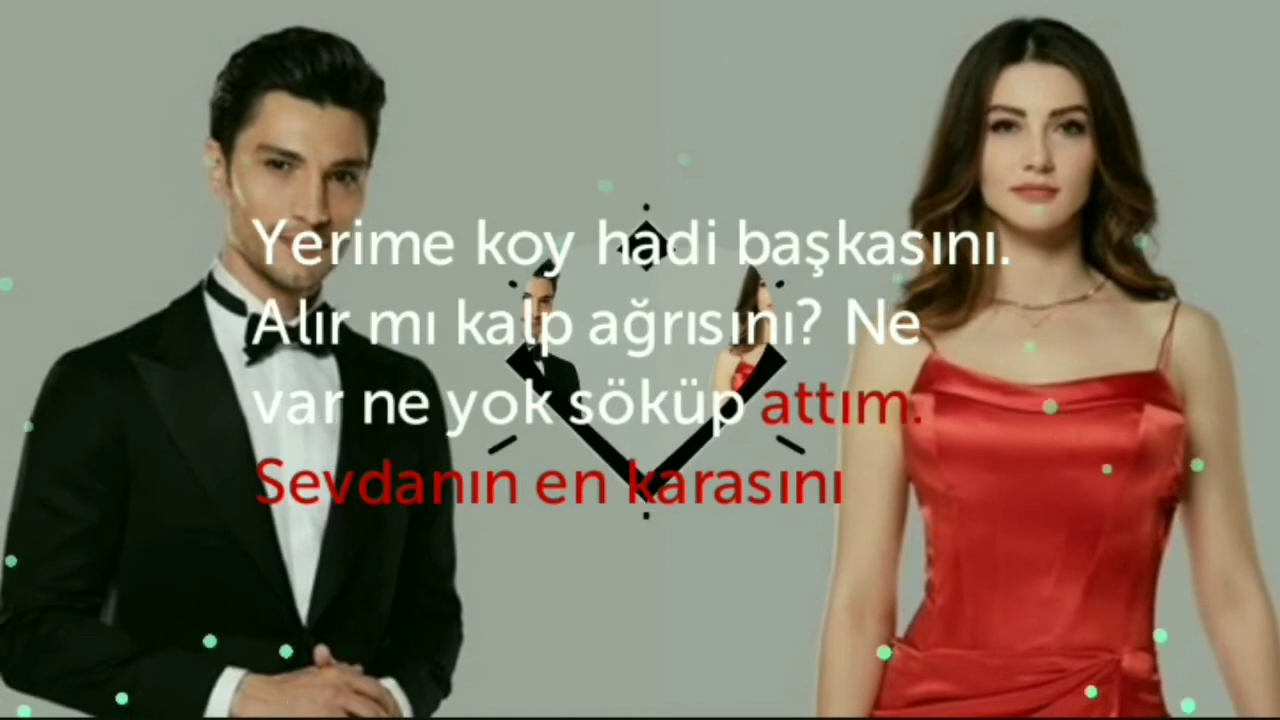 Yerime koy hadi başkasını.
Alır mı kalp ağrısını? Ne
var ne yok söküp attım.
Sevdanın en karasını